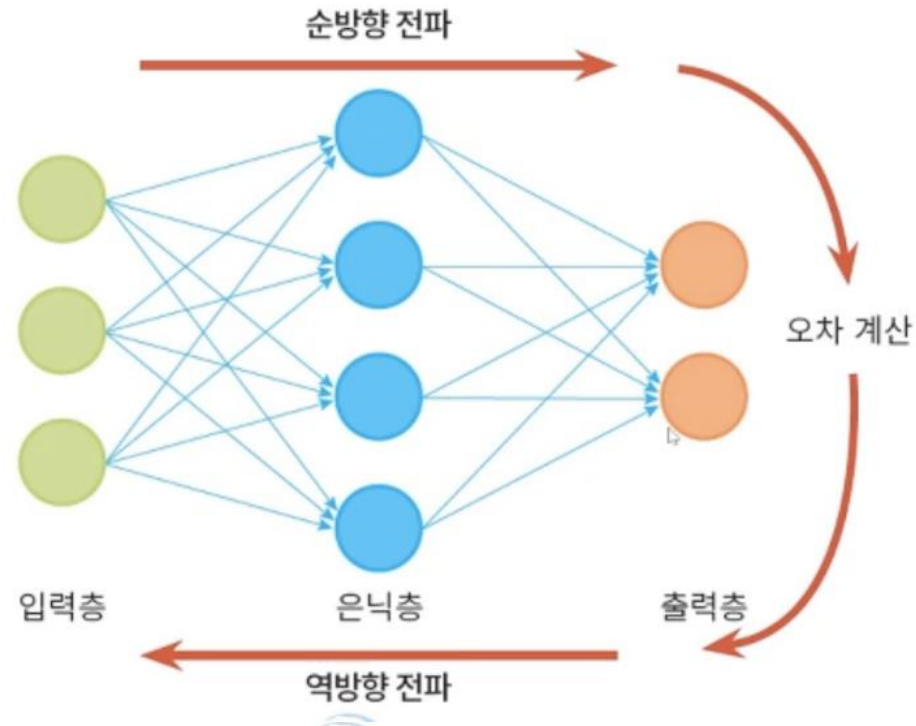 순방향 전파
오차 계산
입력층
은닉층
출력층
역방향 전파